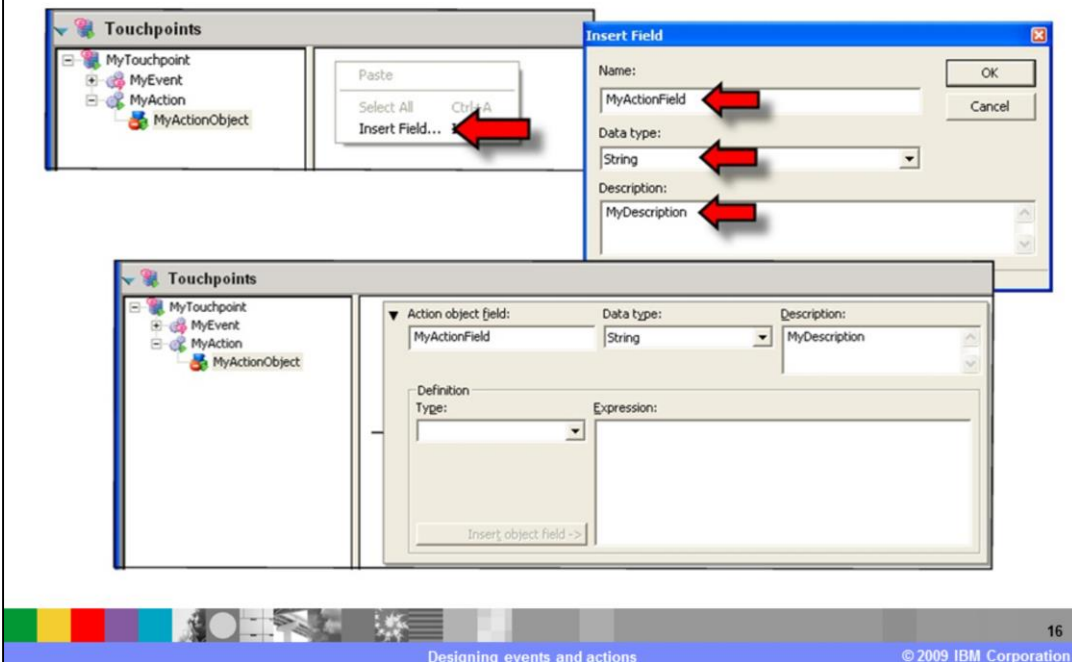 Touchpoints
MyTouchpoint
MyEvent
MyAction
MyActionObject
Paste
Select All Ctrl+A
Insert Field...
Insert Field
Name:
MyActionField
OK
Cancel
Data type:
String
Description:
MyDescription
Touchpoints
MyTouchpoint
MyEvent
MyAction
MyActionObject
Action object field: Data type: Description:
MyActionField String MyDescription
Definition
Type: Expression:
Insert object field ->
16
Designing events and actions © 2009 IBM Corporation